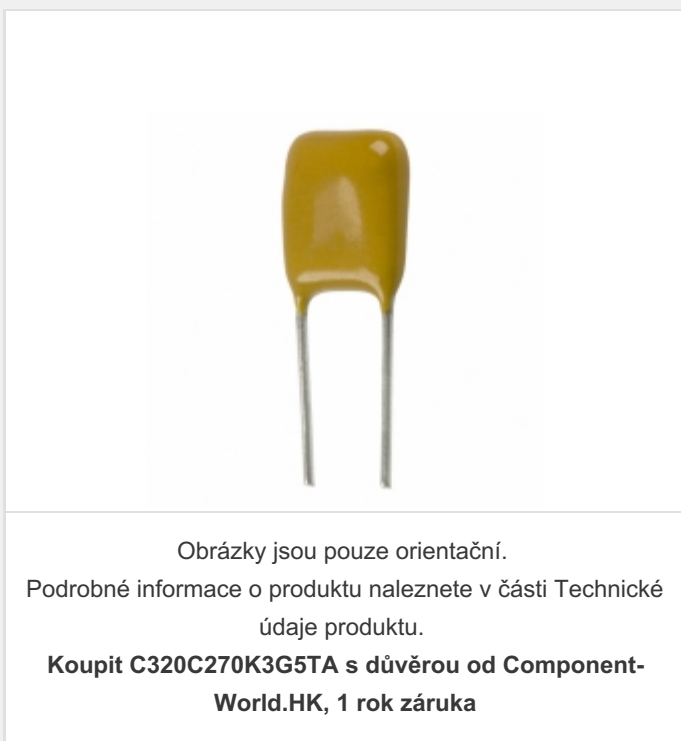 Obrázky jsou pouze orientační.
Podrobné informace o produktu naleznete v části Technické
údaje produktu.
Koupit C320C270K3G5TA s důvěrou od Component-
World.HK, 1 rok záruka